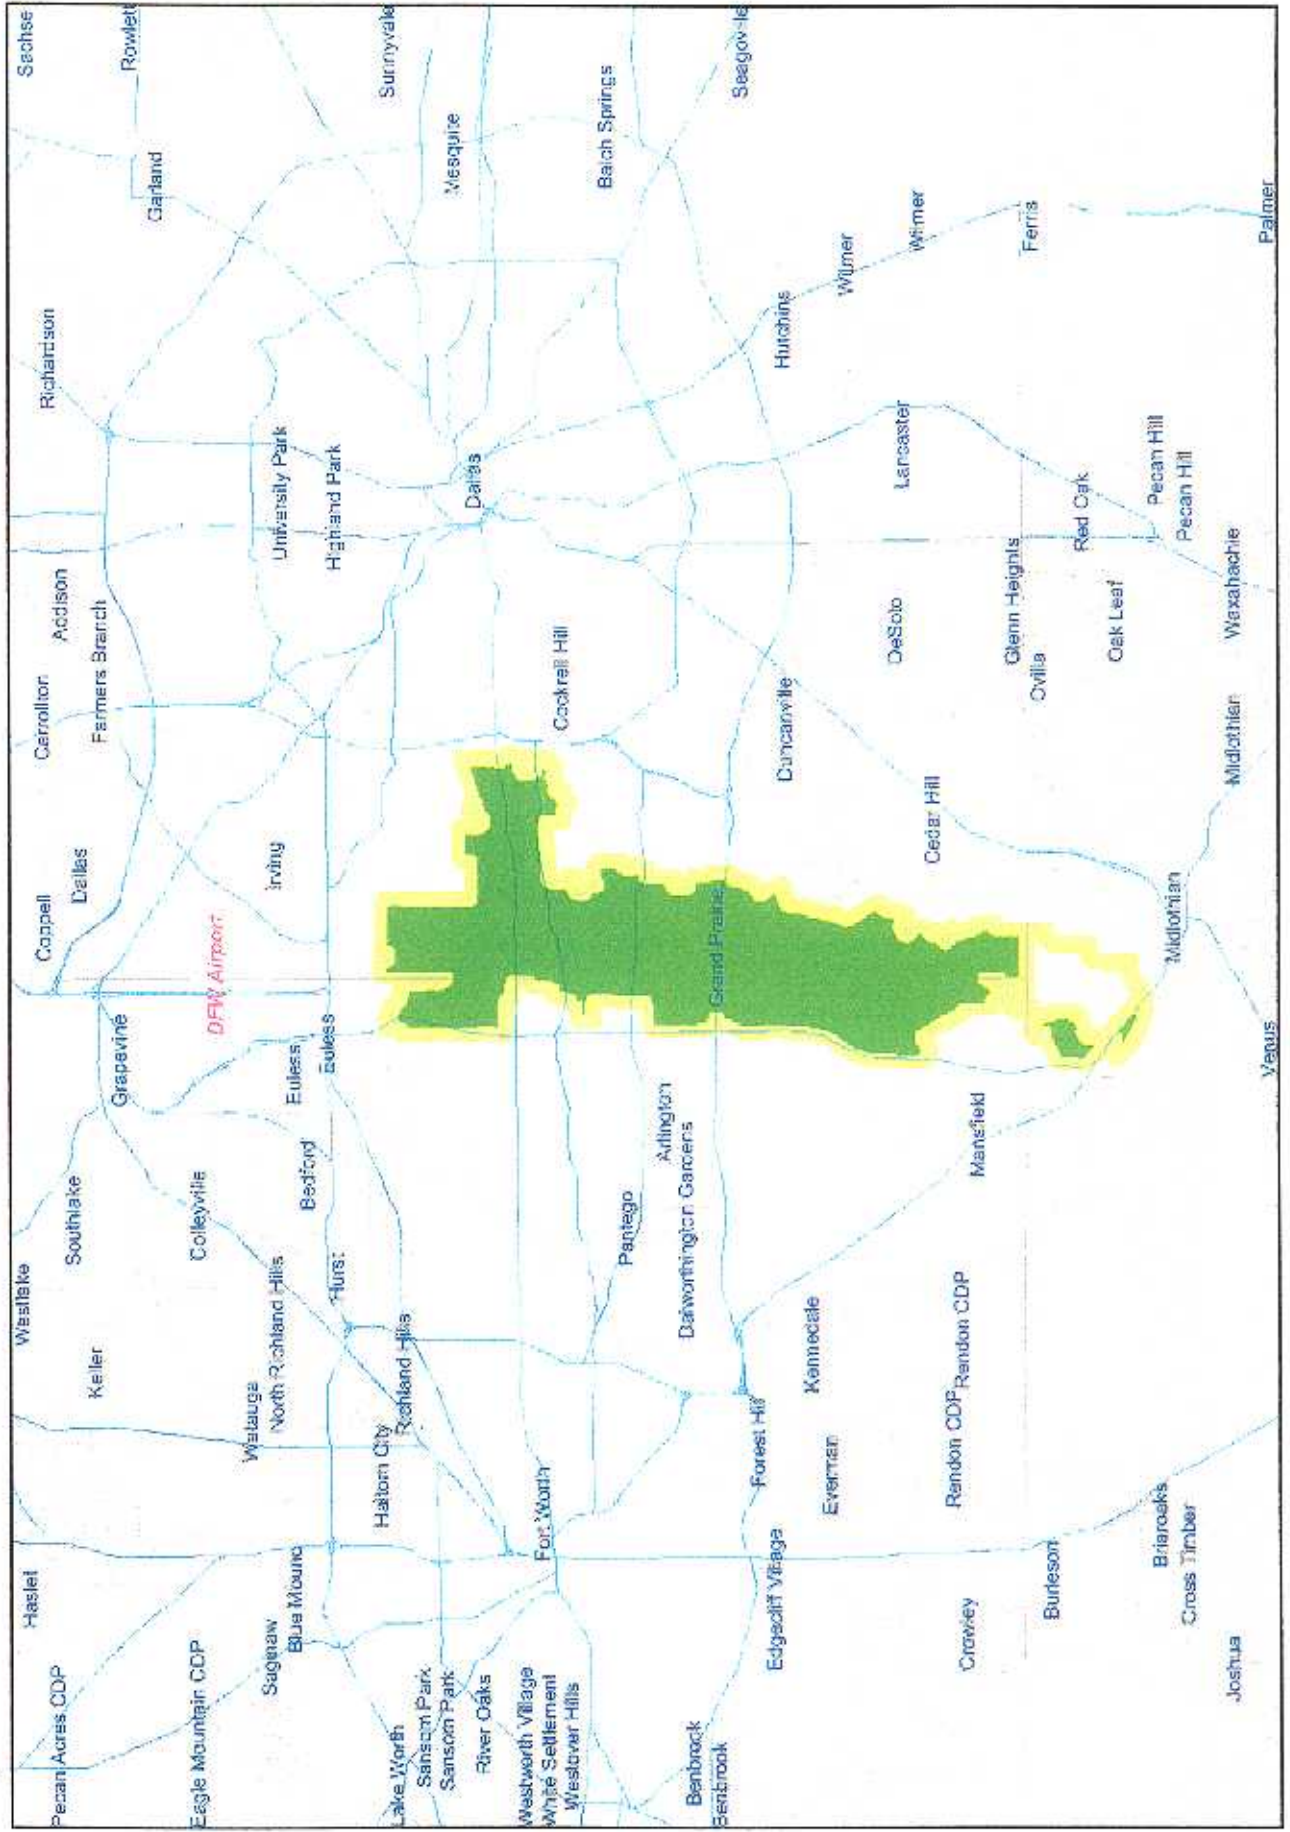 Westlake
Sachse
Haslet
Carrollton
Coppell
Richardson
Pecan Acres CDP
Addison
Southlake
Dallas
Keller
Farmers Branch
Grapevine
Rowlett
Garland
Eagle Mountain CDP
Colleyville
DFW Airport
Watauga
Saginaw
North Richland Hills
Irving
University Park
Blue Mound
Euless
Bedford
Euless
Hurst
Highland Park
Haltom City
Sunnyvale
Lake Worth
Richland Hills
Sansom Park
Sansom Park
Mesquite
Dallas
River Oaks
Westworth Village
Fort Worth
White Settlement
Cockrell Hill
Westover Hills
Balch Springs
Pantego
Arlington
Dalworthington Gardens
Benbrook
Grand Prairie
Benbrook
Seagoville
Forest Hill
Edgecliff Village
Duncanville
Hutchins
Kennedale
Everman
Wilmer
DeSoto
Lancaster
Wilmer
Cedar Hill
Rendon CDP
Rendon CDP
Crowley
Mansfield
Glenn Heights
Ferris
Ovilla
Burleson
Red Oak
Oak Leaf
Pecan Hill
Briaroaks
Midlothian
Pecan Hill
Cross Timber
Joshua
Midlothian
Waxahachie
Venus
Palmer